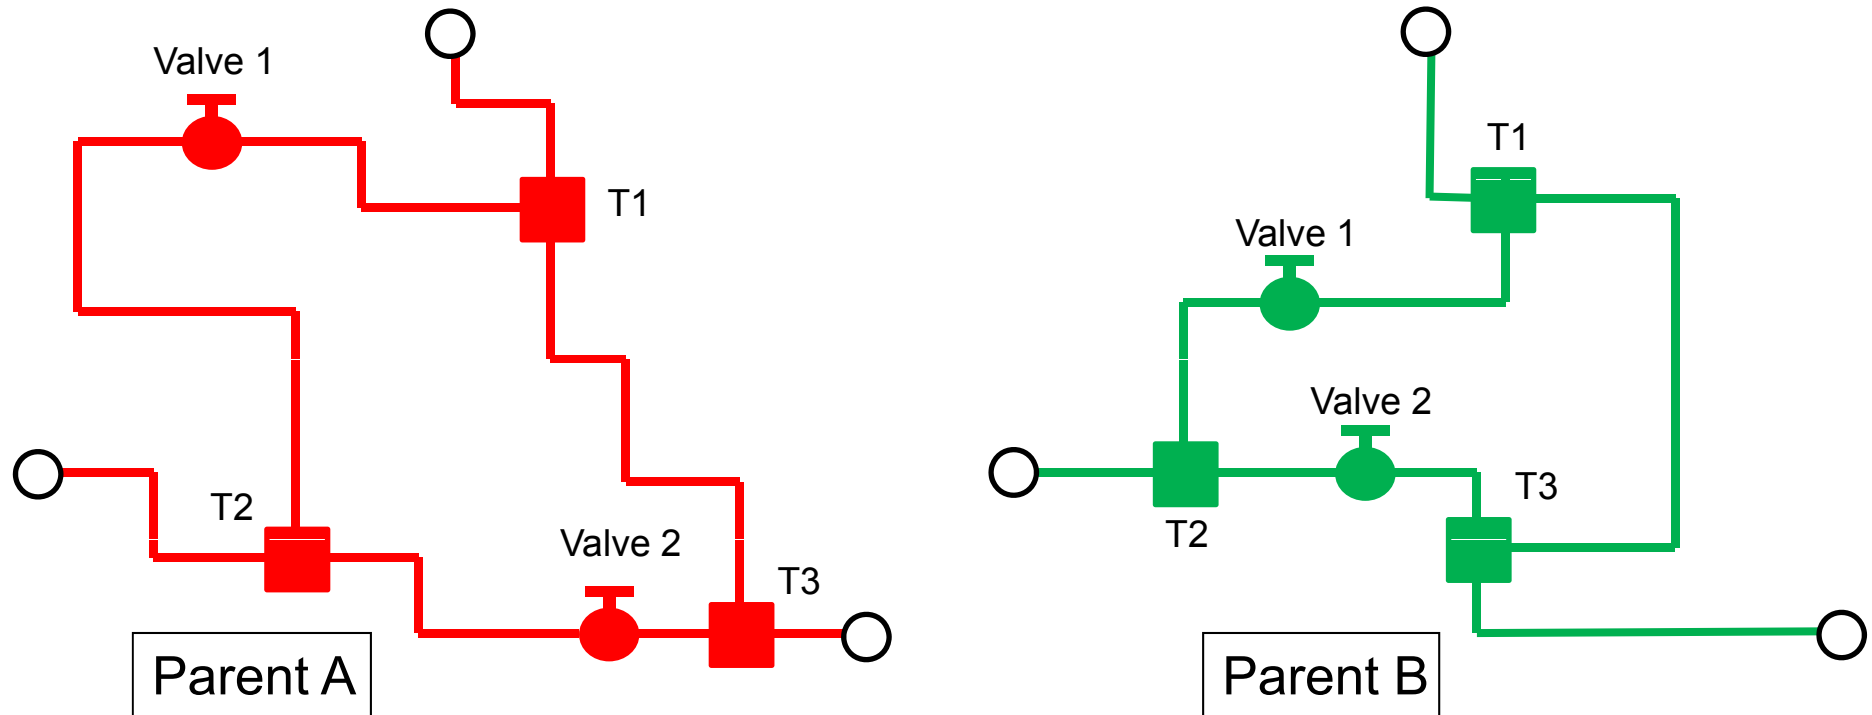 Valve 1
T1
T2
Valve 2
T3
Parent A
T1
Valve 1
Valve 2
T3
T2
Parent B